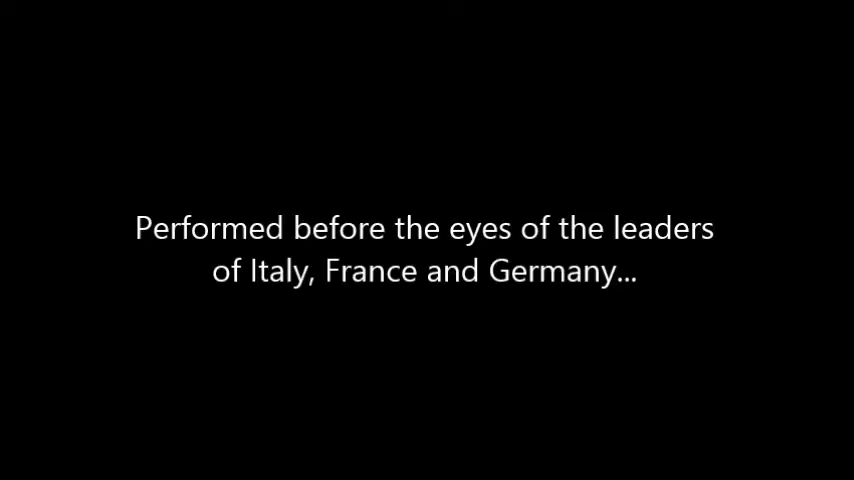 Performed before the eyes of the leaders
of Italy, France and Germany...